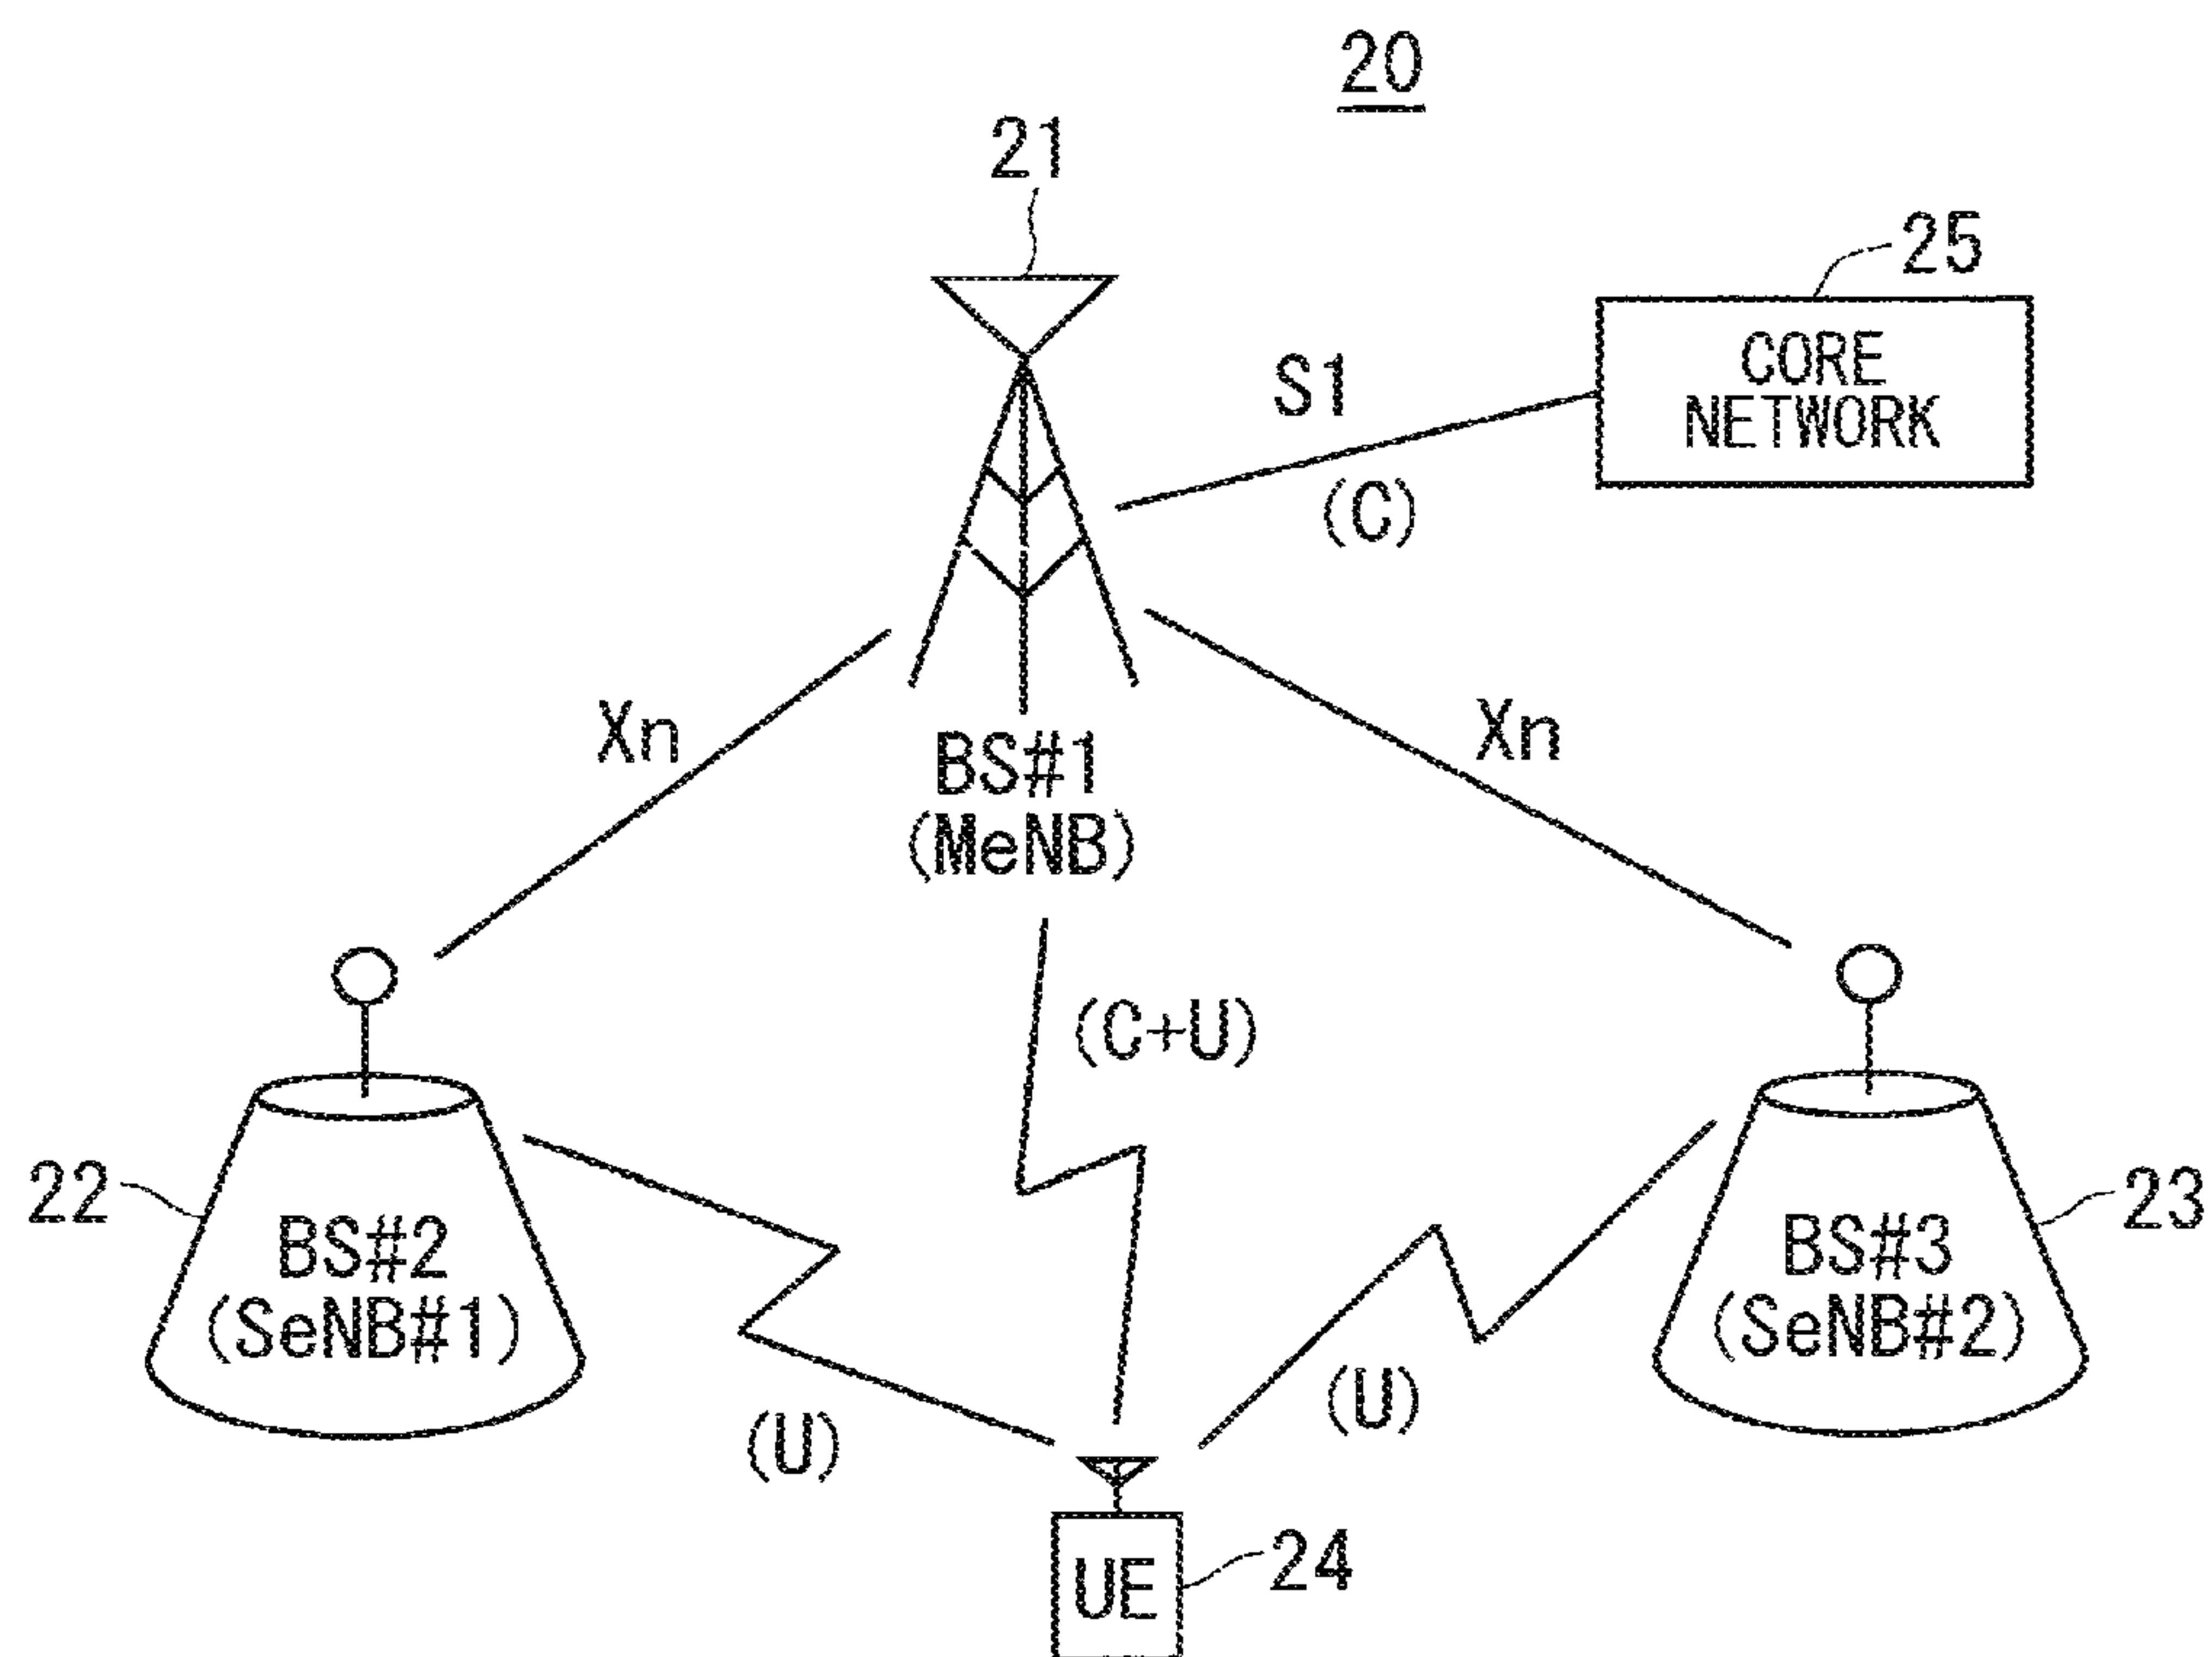 20
21
25
CORE
NETWORK
S1
(C)
Xn
Xn
BS#1
(MeNB)
(C+U)
22
BS#2
(SeNB#1)
23
BS#3
(SeNB#2)
(U)
(U)
UE
24